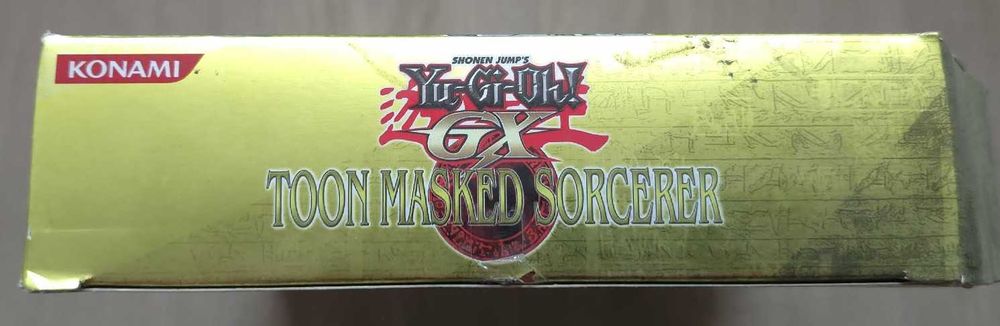 KONAMI
SHONEN JUMP'S
Yu-Gi-Oh!
GX
TOON MASKED SORCERER